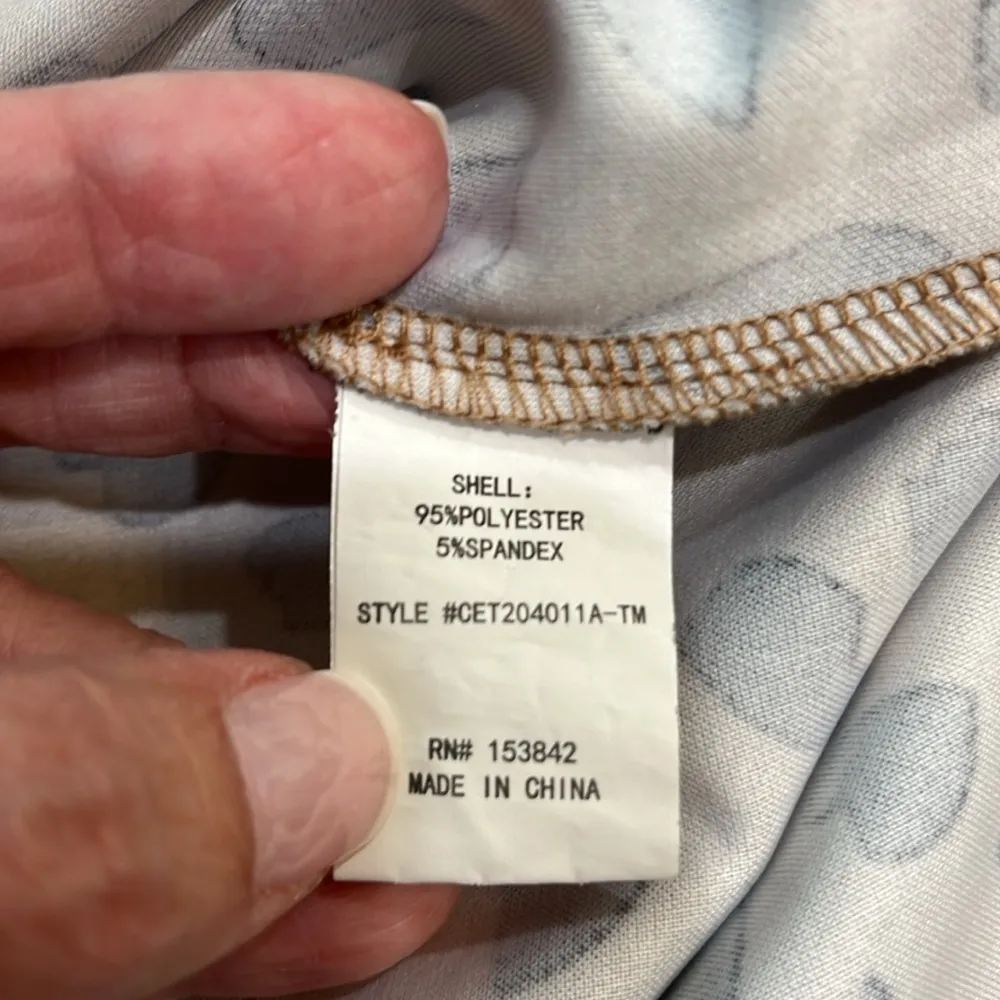 SHELL:
95%POLYESTER
5%SPANDEX
STYLE #CET204011A-TM
RN# 153842
MADE IN CHINA